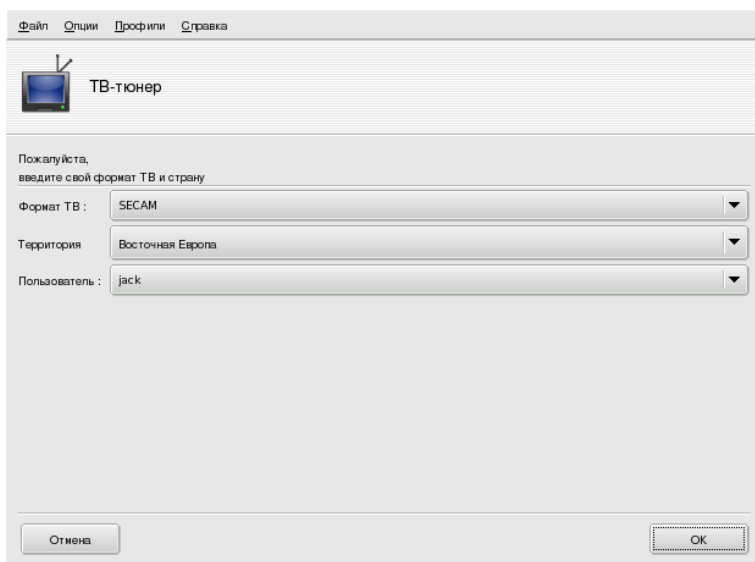 Файл Опции Профили Справка
ТВ-тюнер
Пожалуйста,
введите свой формат ТВ и страну
Формат ТВ : SECAM
Территория Восточная Европа
Пользователь : jack
Отмена OK